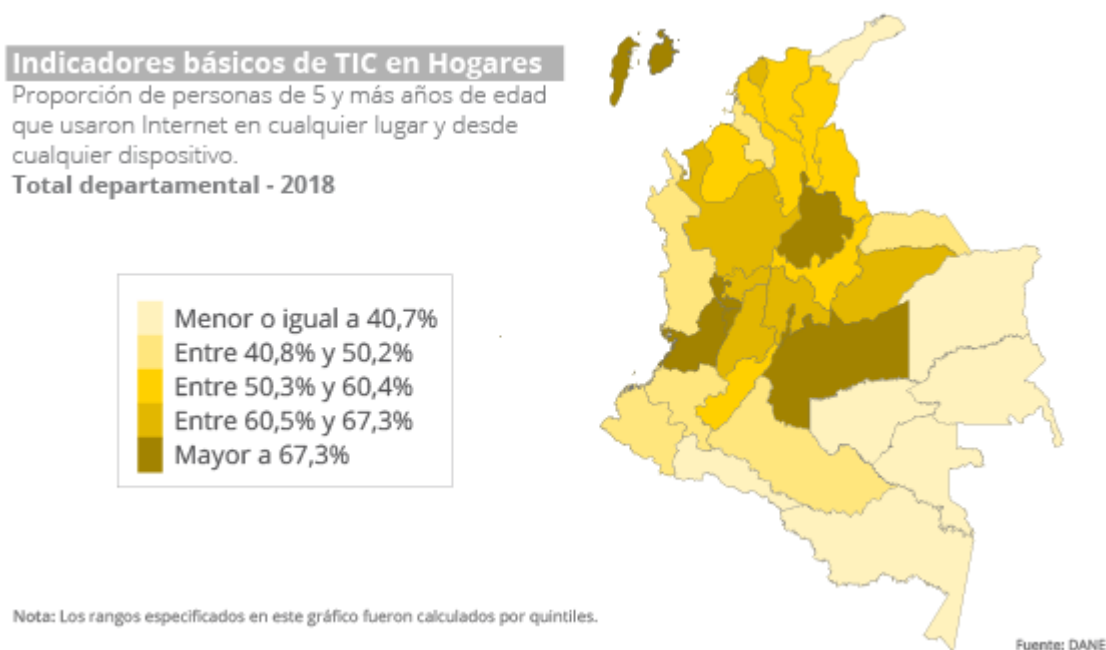 Indicadores básicos de TIC en Hogares
Proporción de personas de 5 y más años de edad
que usaron Internet en cualquier lugar y desde
cualquier dispositivo.
Total departamental - 2018
Menor o igual a 40,7%
Entre 40,8% y 50,2%
Entre 50,3% y 60,4%
Entre 60,5% y 67,3%
Mayor a 67,3%
Nota: Los rangos especificados en este gráfico fueron calculados por quintiles.
Fuente: DANE